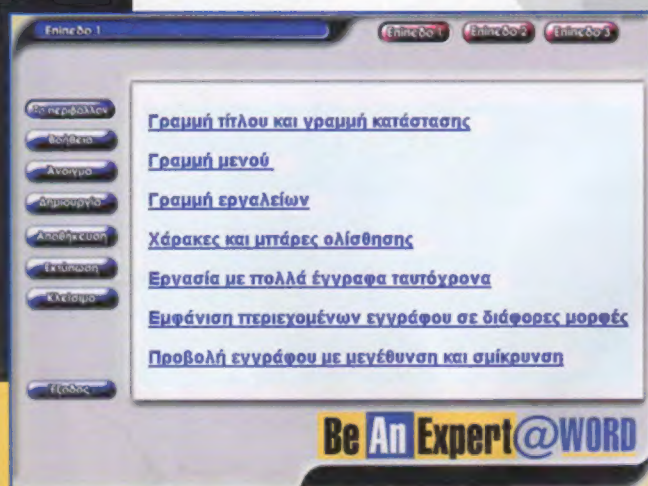 Επίπεδο 1
Επίπεδο 1 Επίπεδο 2 Επίπεδο 3
Το περιβάλλον
Βοήθεια
Άνοιγμα
Δημιουργία
Αποθήκευση
Εκτύπωση
Κλείσιμο
Έξοδος
Γραμμή τίτλου και γραμμή κατάστασης
Γραμμή μενού
Γραμμή εργαλείων
Χάρακες και μπάρες ολίσθησης
Εργασία με πολλά έγγραφα ταυτόχρονα
Εμφάνιση περιεχομένων εγγράφου σε διάφορες μορφές
Προβολή εγγράφου με μεγέθυνση και σμίκρυνση
Be An Expert@WORD